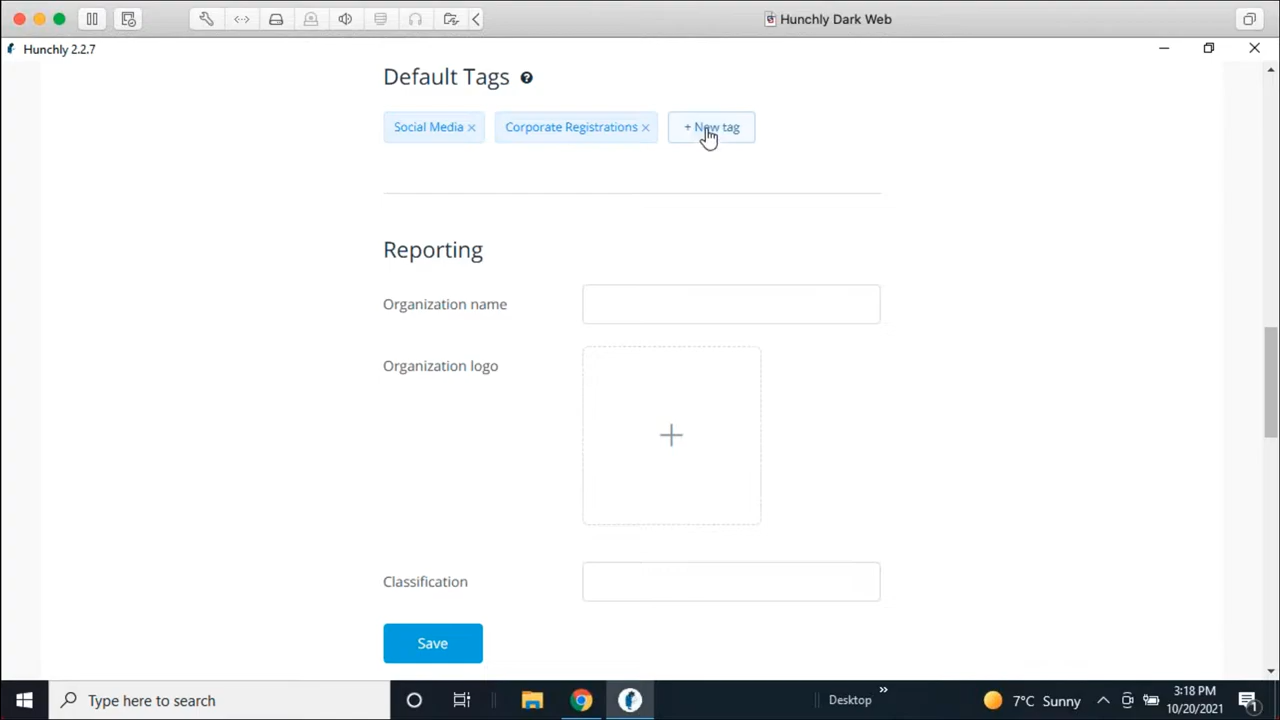 Hunchly Dark Web
Hunchly 2.2.7
Default Tags ?
Social Media × Corporate Registrations × + New tag
Reporting
Organization name
Organization logo
Classification
Save
Type here to search
Desktop
7°C Sunny
3:18 PM
10/20/2021
1